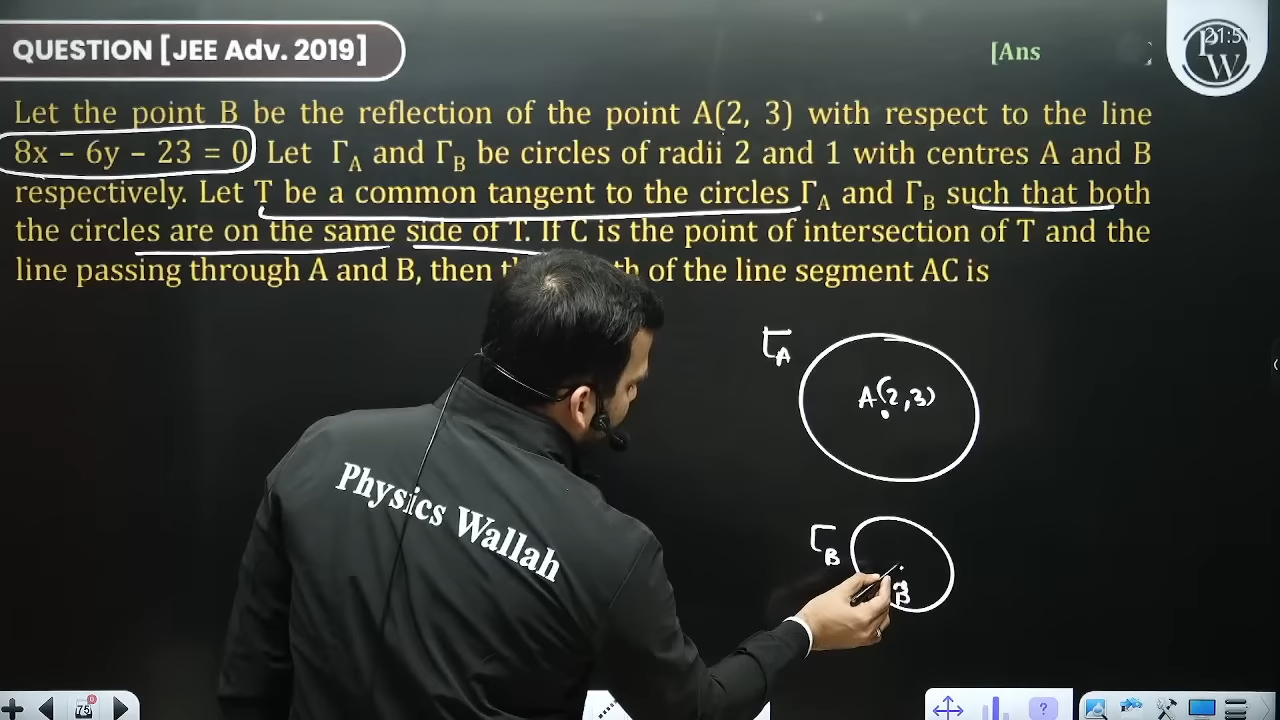 QUESTION [JEE Adv. 2019]
[Ans ]
21:5
P
W
Let the point B be the reflection of the point A(2, 3) with respect to the line
8x – 6y – 23 = 0. Let Γ_A and Γ_B be circles of radii 2 and 1 with centres A and B
respectively. Let T be a common tangent to the circles Γ_A and Γ_B such that both
the circles are on the same side of T. If C is the point of intersection of T and the
line passing through A and B, then of the line segment AC is
Γ_A
A(2,3)
Γ_B
B
Physics Wallah
75
?